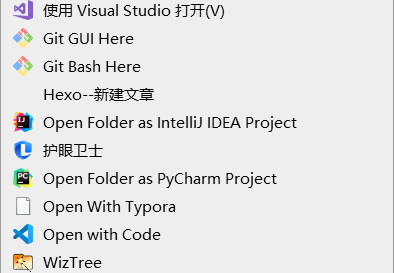 使用 Visual Studio 打开(V)
Git GUI Here
Git Bash Here
Hexo--新建文章
Open Folder as IntelliJ IDEA Project
护眼卫士
Open Folder as PyCharm Project
Open With Typora
Open with Code
WizTree